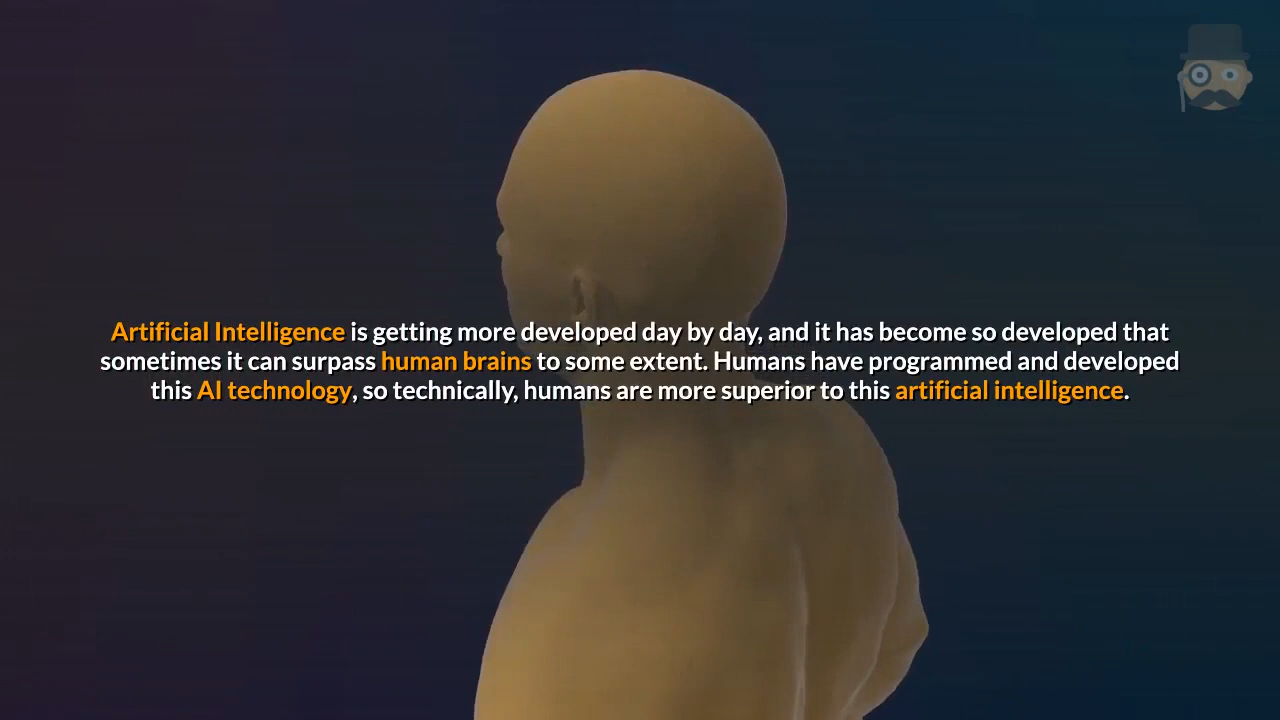 Artificial Intelligence is getting more developed day by day, and it has become so developed that
sometimes it can surpass human brains to some extent. Humans have programmed and developed
this AI technology, so technically, humans are more superior to this artificial intelligence.